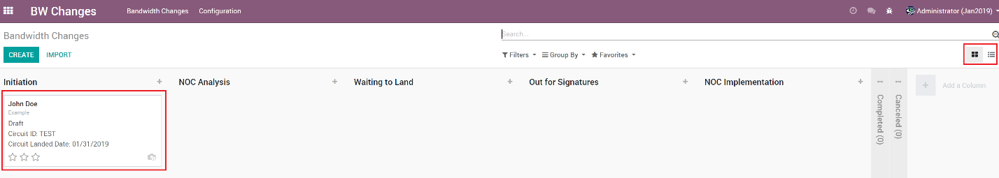 BW Changes Bandwidth Changes Configuration Administrator (Jan2019)
Bandwidth Changes
Search...
CREATE IMPORT
Filters Group By Favorites
Initiation
NOC Analysis
Waiting to Land
Out for Signatures
NOC Implementation
Completed (0)
Canceled (0)
Add a Column
John Doe
Example
Draft
Circuit ID: TEST
Circuit Landed Date: 01/31/2019